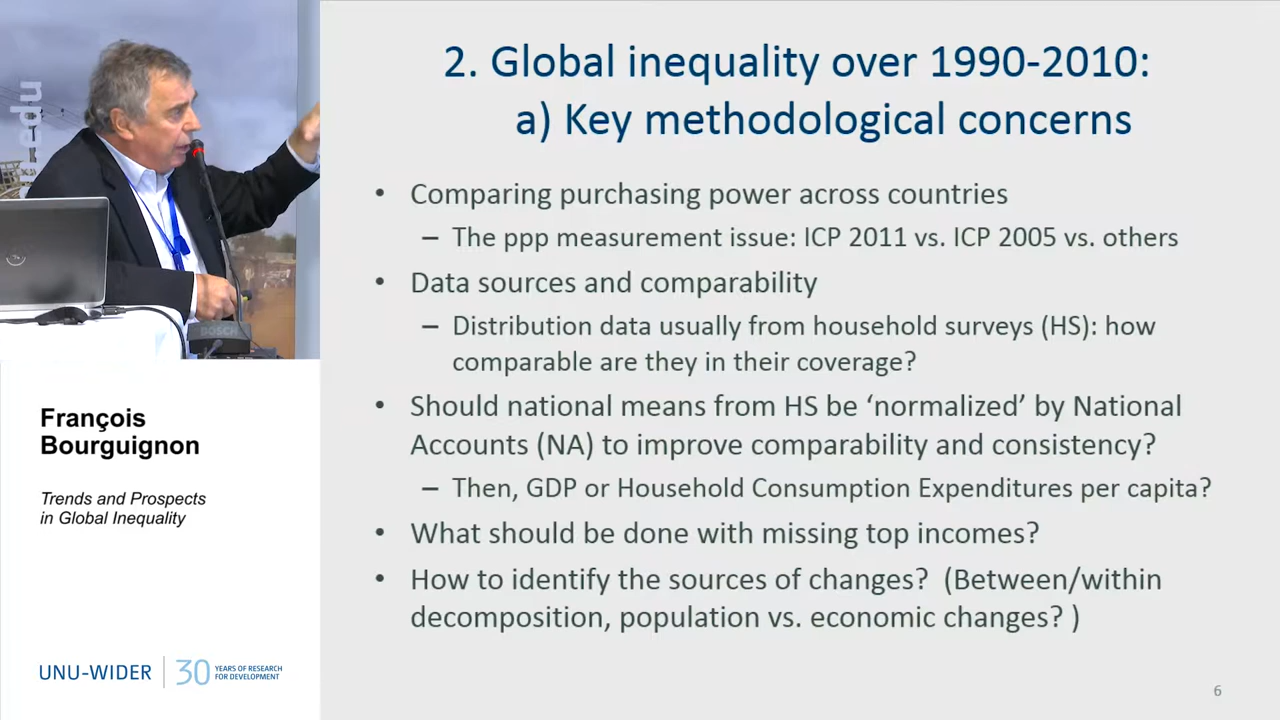 2. Global inequality over 1990-2010:
a) Key methodological concerns
• Comparing purchasing power across countries
– The ppp measurement issue: ICP 2011 vs. ICP 2005 vs. others
• Data sources and comparability
– Distribution data usually from household surveys (HS): how
comparable are they in their coverage?
• Should national means from HS be ‘normalized’ by National
Accounts (NA) to improve comparability and consistency?
– Then, GDP or Household Consumption Expenditures per capita?
• What should be done with missing top incomes?
• How to identify the sources of changes?  (Between/within
decomposition, population vs. economic changes? )
6
.edu
BOSCH
François
Bourguignon
Trends and Prospects
in Global Inequality
UNU-WIDER
30
YEARS OF RESEARCH
FOR DEVELOPMENT